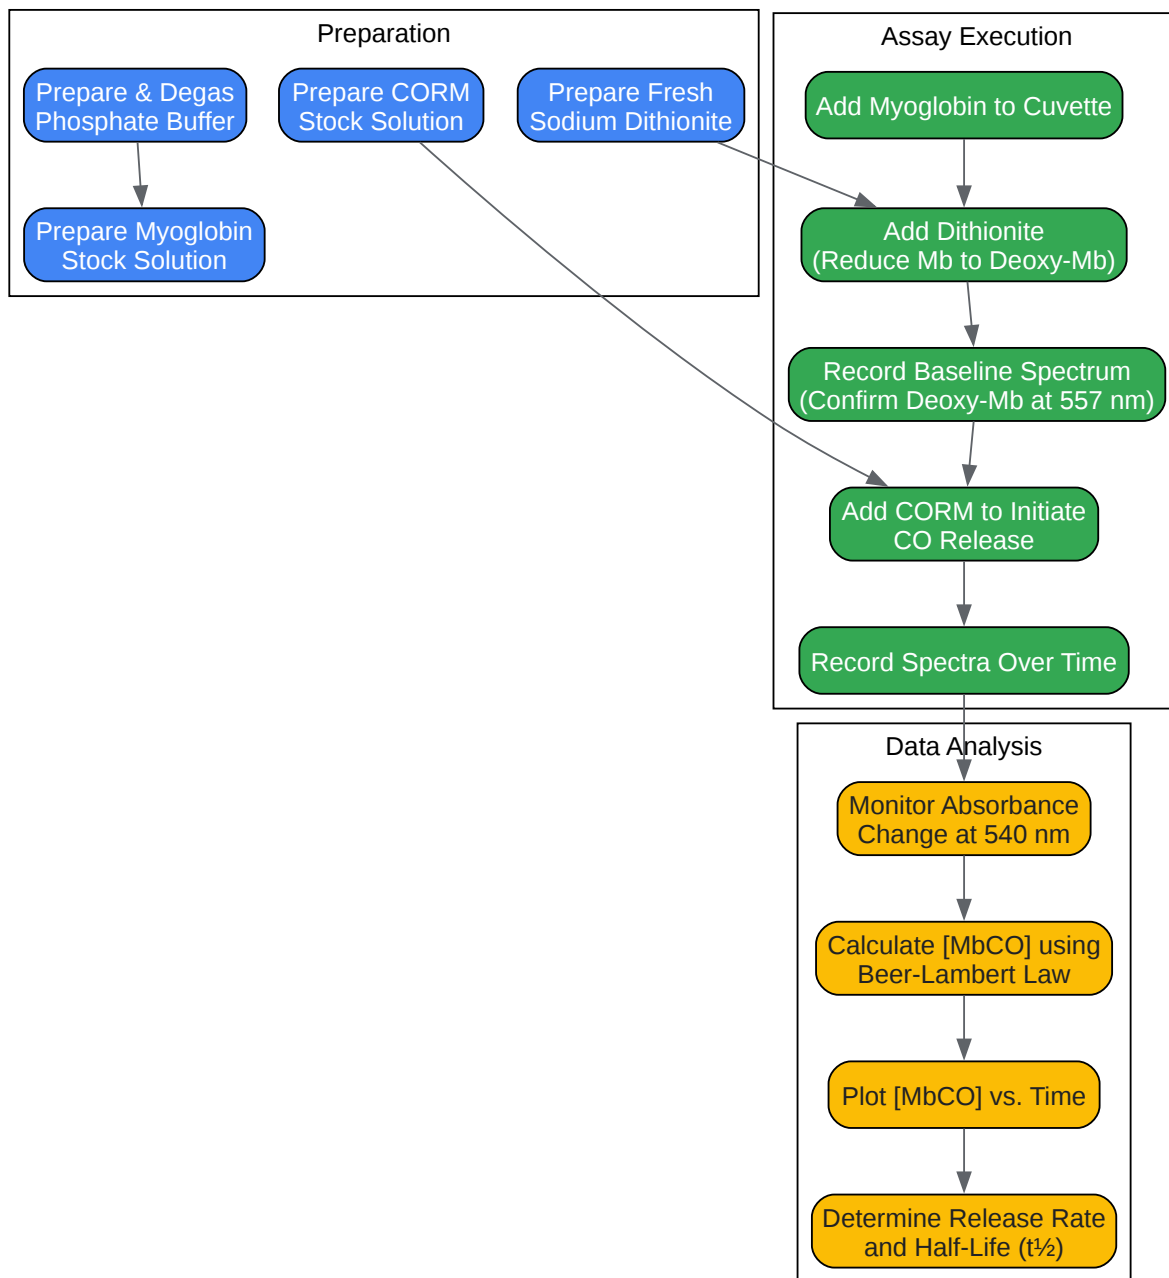 Preparation
Prepare & Degas
Phosphate Buffer
Prepare CORM
Stock Solution
Prepare Fresh
Sodium Dithionite
Prepare Myoglobin
Stock Solution
Assay Execution
Add Myoglobin to Cuvette
Add Dithionite
(Reduce Mb to Deoxy-Mb)
Record Baseline Spectrum
(Confirm Deoxy-Mb at 557 nm)
Add CORM to Initiate
CO Release
Record Spectra Over Time
Data Analysis
Monitor Absorbance
Change at 540 nm
Calculate [MbCO] using
Beer-Lambert Law
Plot [MbCO] vs. Time
Determine Release Rate
and Half-Life (t½)